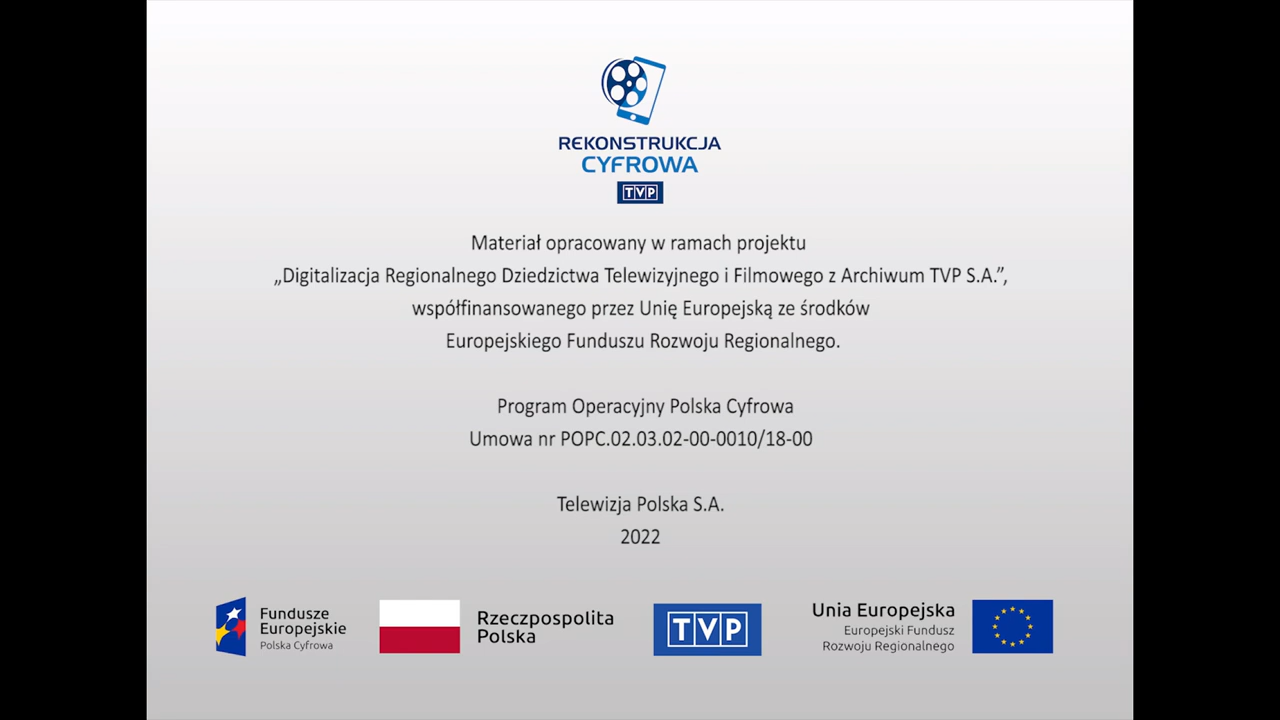 REKONSTRUKCJA
CYFROWA
TVP
Materiał opracowany w ramach projektu
„Digitalizacja Regionalnego Dziedzictwa Telewizyjnego i Filmowego z Archiwum TVP S.A.”,
współfinansowanego przez Unię Europejską ze środków
Europejskiego Funduszu Rozwoju Regionalnego.
Program Operacyjny Polska Cyfrowa
Umowa nr POPC.02.03.02-00-0010/18-00
Telewizja Polska S.A.
2022
Fundusze
Europejskie
Polska Cyfrowa
Rzeczpospolita
Polska
TVP
Unia Europejska
Europejski Fundusz
Rozwoju Regionalnego